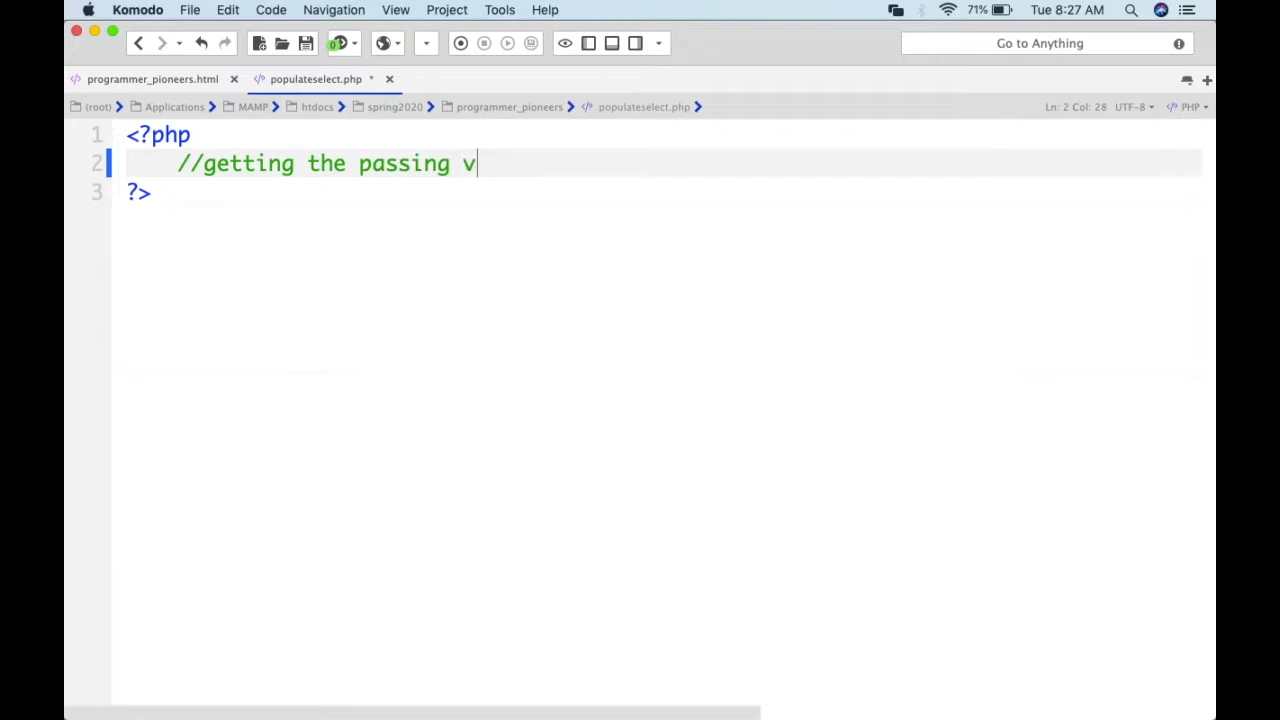 Komodo File Edit Code Navigation View Project Tools Help 71% Tue 8:27 AM
Go to Anything
programmer_pioneers.html populateselect.php *
(root) Applications MAMP htdocs spring2020 programmer_pioneers populateselect.php Ln: 2 Col: 28 UTF-8 PHP
1 <?php
2 //getting the passing v
3 ?>